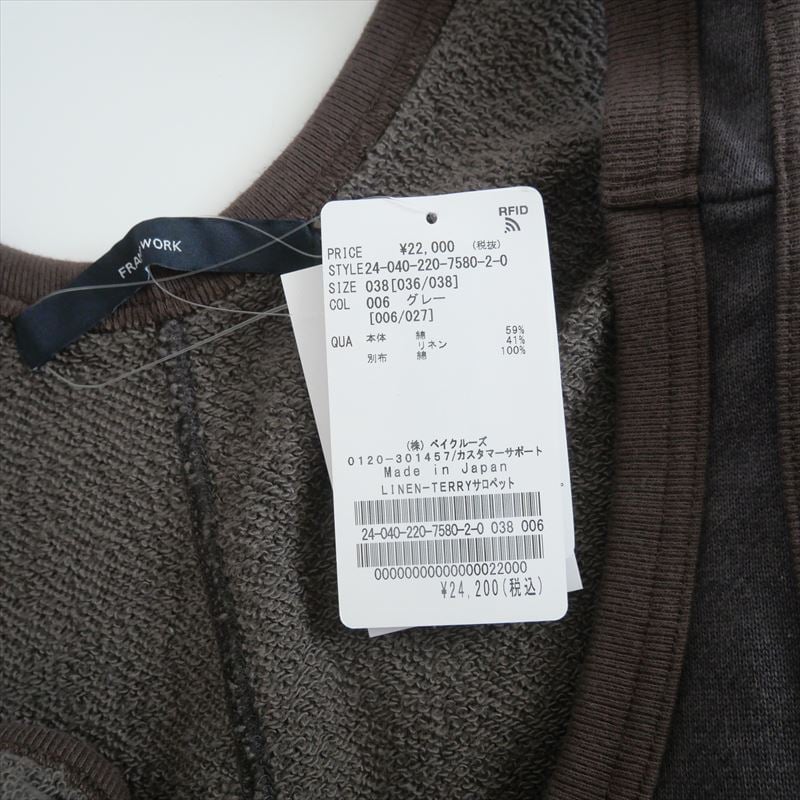 FRAMEWORK
RFID
PRICE ¥22,000 (税抜)
STYLE24-040-220-7580-2-0
SIZE 038[036/038]
COL 006 グレー
[006/027]
QUA 本体 綿 59%
リネン 41%
別布 綿 100%
(株) ベイクルーズ
0120-301457/カスタマーサポート
Made in Japan
LINEN-TERRYサロペット
24-040-220-7580-2-0 038 006
00000000000000022000
¥24,200(税込)